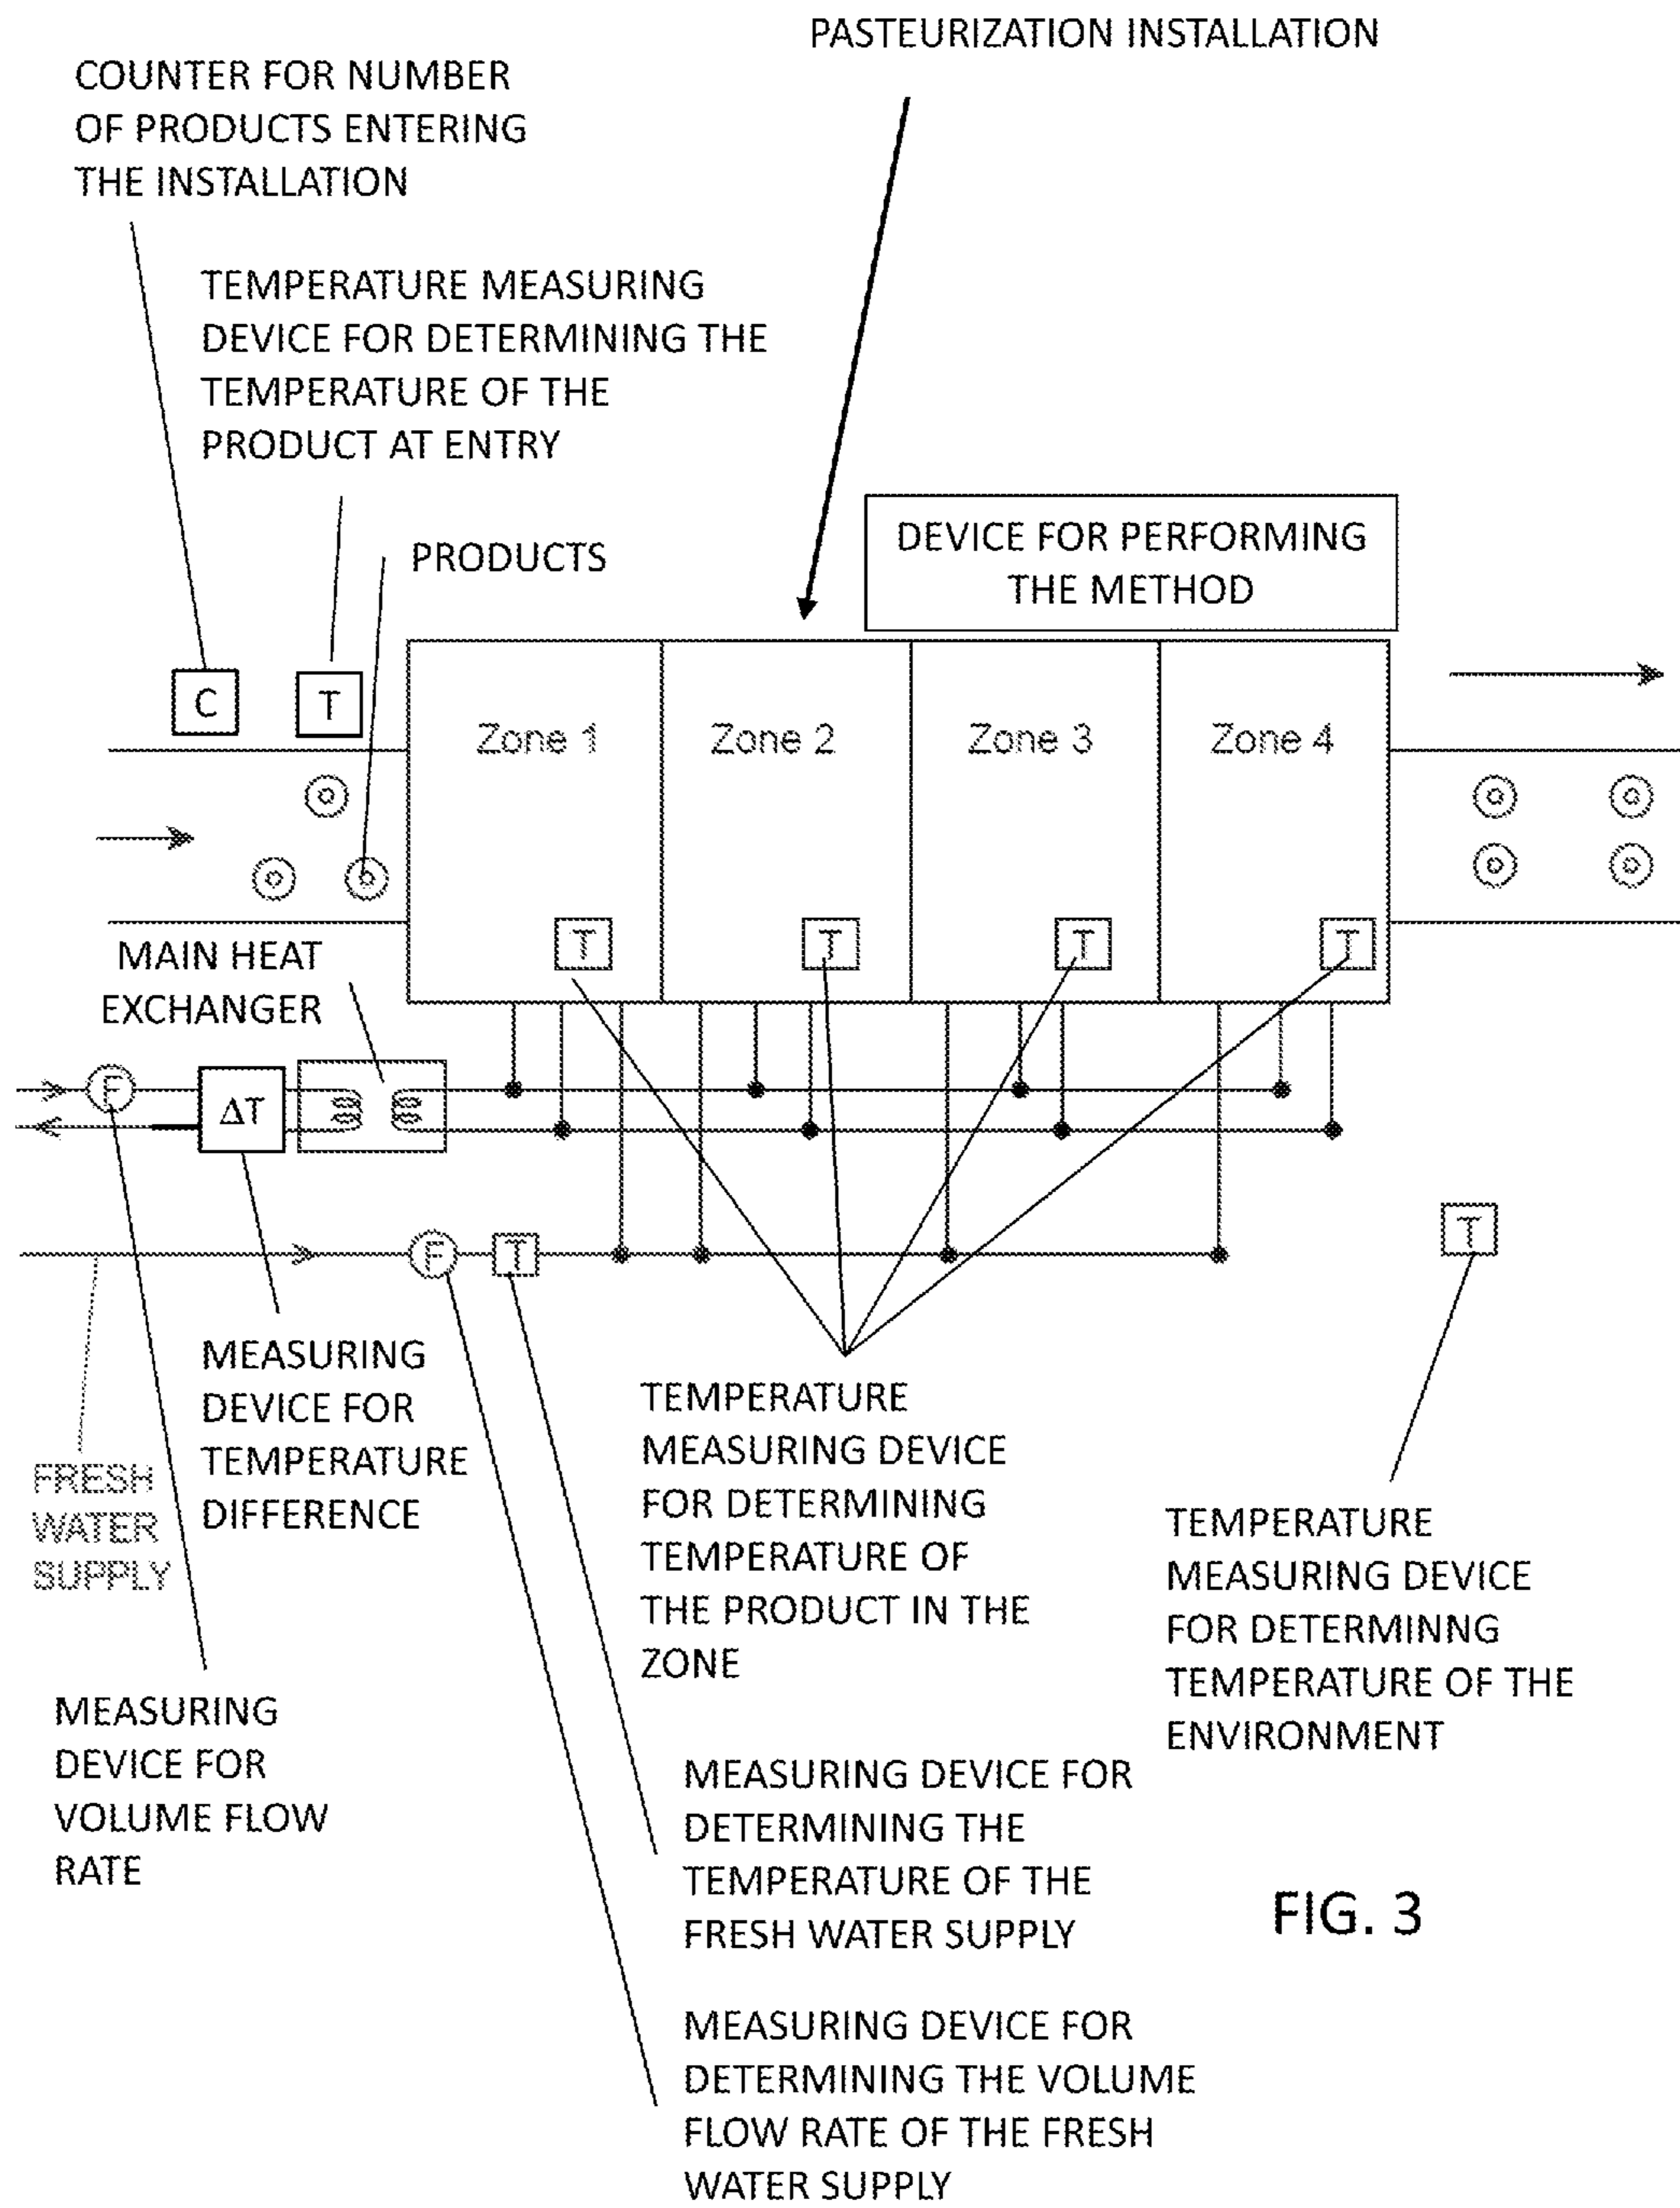 PASTEURIZATION INSTALLATION
COUNTER FOR NUMBER
OF PRODUCTS ENTERING
THE INSTALLATION
TEMPERATURE MEASURING
DEVICE FOR DETERMINING THE
TEMPERATURE OF THE
PRODUCT AT ENTRY
PRODUCTS
DEVICE FOR PERFORMING
THE METHOD
C
T
Zone 1
Zone 2
Zone 3
Zone 4
T
T
T
T
MAIN HEAT
EXCHANGER
F
ΔT
F
T
T
MEASURING
DEVICE FOR
TEMPERATURE
DIFFERENCE
FRESH
WATER
SUPPLY
TEMPERATURE
MEASURING DEVICE
FOR DETERMINING
TEMPERATURE OF
THE PRODUCT IN THE
ZONE
TEMPERATURE
MEASURING DEVICE
FOR DETERMINNG
TEMPERATURE OF THE
ENVIRONMENT
MEASURING
DEVICE FOR
VOLUME FLOW
RATE
MEASURING DEVICE FOR
DETERMINING THE
TEMPERATURE OF THE
FRESH WATER SUPPLY
FIG. 3
MEASURING DEVICE FOR
DETERMINING THE VOLUME
FLOW RATE OF THE FRESH
WATER SUPPLY